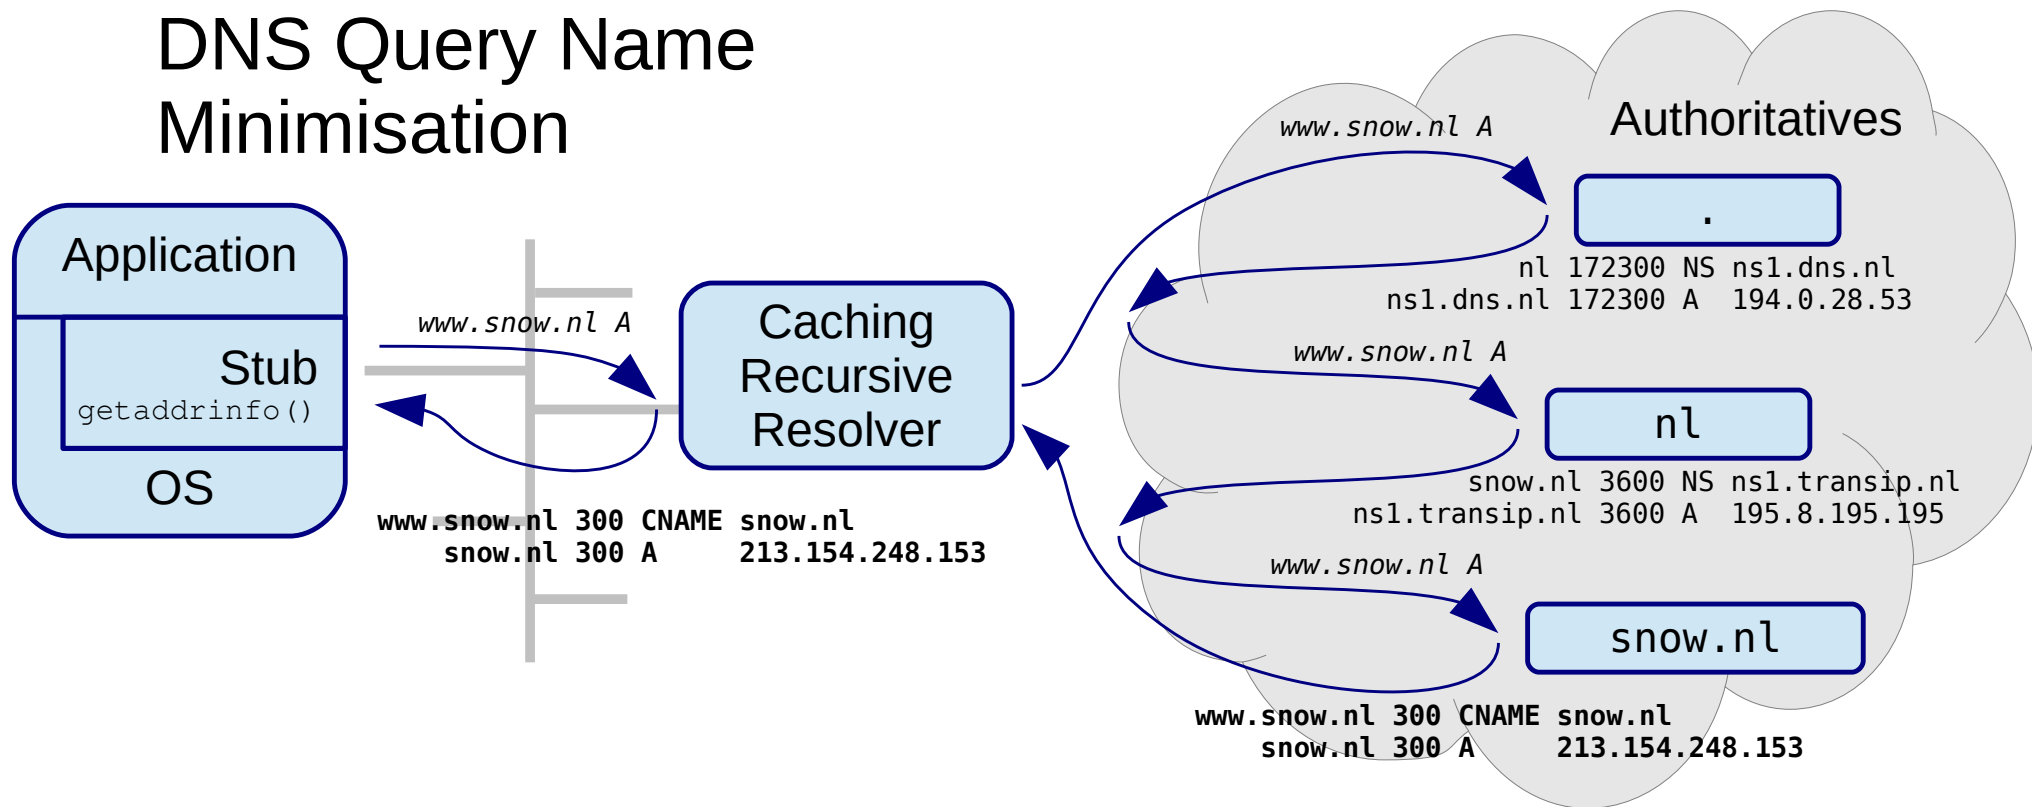 DNS Query Name
Minimisation
Application
Stub
getaddrinfo()
OS
www.snow.nl A
www.snow.nl 300 CNAME snow.nl
snow.nl 300 A 213.154.248.153
Caching
Recursive
Resolver
Authoritatives
www.snow.nl A
.
nl 172300 NS ns1.dns.nl
ns1.dns.nl 172300 A 194.0.28.53
www.snow.nl A
nl
snow.nl 3600 NS ns1.transip.nl
ns1.transip.nl 3600 A 195.8.195.195
www.snow.nl A
snow.nl
www.snow.nl 300 CNAME snow.nl
snow.nl 300 A 213.154.248.153